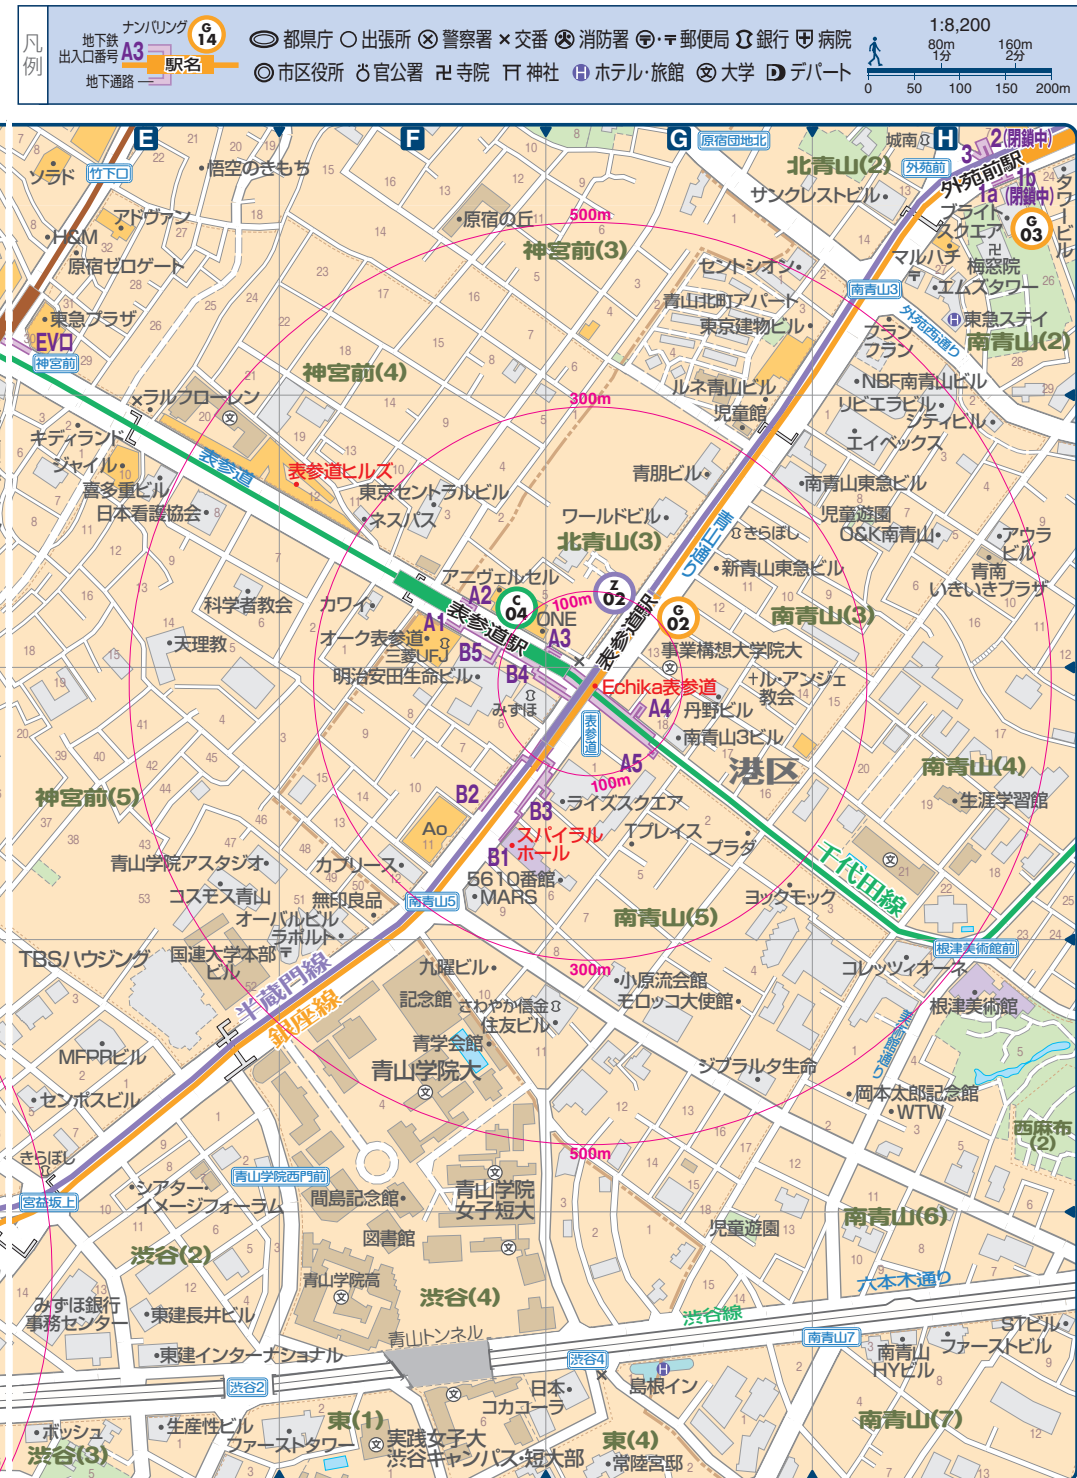 凡例
ナンバリング
G 14
地下鉄
出入口番号 A3
駅名
地下通路
都県庁 出張所 警察署 交番 消防署 郵便局 銀行 病院
市区役所 官公署 寺院 神社 ホテル・旅館 大学 デパート
1:8,200
80m 160m
1分 2分
0 50 100 150 200m
E F G H
竹下口
ソラド
悟空のきもち
アドヴァン
H&M
原宿ゼロゲート
東急プラザ
EV口
神宮前
原宿の丘
500m
神宮前(3)
原宿団地北
北青山(2)
サンクレストビル
城南
外苑前
3
2(閉鎖中)
外苑前駅
1b
1a (閉鎖中)
タワービル
ブライトスクエア
G 03
マルハチ
梅窓院
エムズタワー
セントシオン
南青山3
青山北町アパート
東京建物ビル
フランフラン
外苑西通り
東急ステイ
南青山(2)
NBF南青山ビル
リビエラビル
シティビル
エイベックス
ルネ青山ビル
児童館
神宮前(4)
300m
ラルフローレン
キディランド
ジャイル
喜多重ビル
日本看護協会
表参道
表参道ヒルズ
東京セントラルビル
ネスパス
青朋ビル
ワールドビル
北青山(3)
青山通り
きらぼし
新青山東急ビル
南青山東急ビル
児童遊園
O&K南青山
アウラビル
青南
いきいきプラザ
南青山(3)
アニヴェルセル
A2
C 04
100m
Z 02
ONE
G 02
表参道駅
表参道駅
科学者教会
カワイ
A1
オーク表参道
三菱UFJ
B5
A3
事業構想大学院大
天理教
明治安田生命ビル
B4
みずほ
Echika表参道
ル・アンジェ教会
A4
丹野ビル
表参道
南青山3ビル
A5
100m
港区
南青山(4)
生涯学習館
神宮前(5)
B2
B3
ライズスクエア
Ao
スパイラルホール
B1
Tプレイス
プラダ
千代田線
青山学院アスタジオ
カプリース
5610番館
MARS
コスモス青山
無印良品
南青山5
オーバルビル
ラポルト
南青山(5)
ヨックモック
根津美術館前
TBSハウジング
国連大学本部ビル
半蔵門線
銀座線
九曜ビル
300m
小原流会館
モロッコ大使館
コレッツィオーネ
根津美術館
記念館
さわやか信金
住友ビル
青学会館
青山学院大
MFPRビル
センポスビル
ジブラルタ生命
岡本太郎記念館
WTW
西麻布(2)
500m
きらぼし
宮益坂上
シアター・イメージフォーラム
青山学院西門前
間島記念館
青山学院女子短大
図書館
渋谷(2)
児童遊園
南青山(6)
六本木通り
青山学院高
渋谷(4)
渋谷線
みずほ銀行事務センター
東建長井ビル
青山トンネル
東建インターナショナル
渋谷4
南青山7
南青山HYビル
STビル
ファーストビル
渋谷2
島根イン
日本コカコーラ
ボッシュ
生産性ビル
ファーストタワー
東(1)
実践女子大
渋谷キャンパス・短大部
東(4)
常陸宮邸
渋谷(3)
南青山(7)